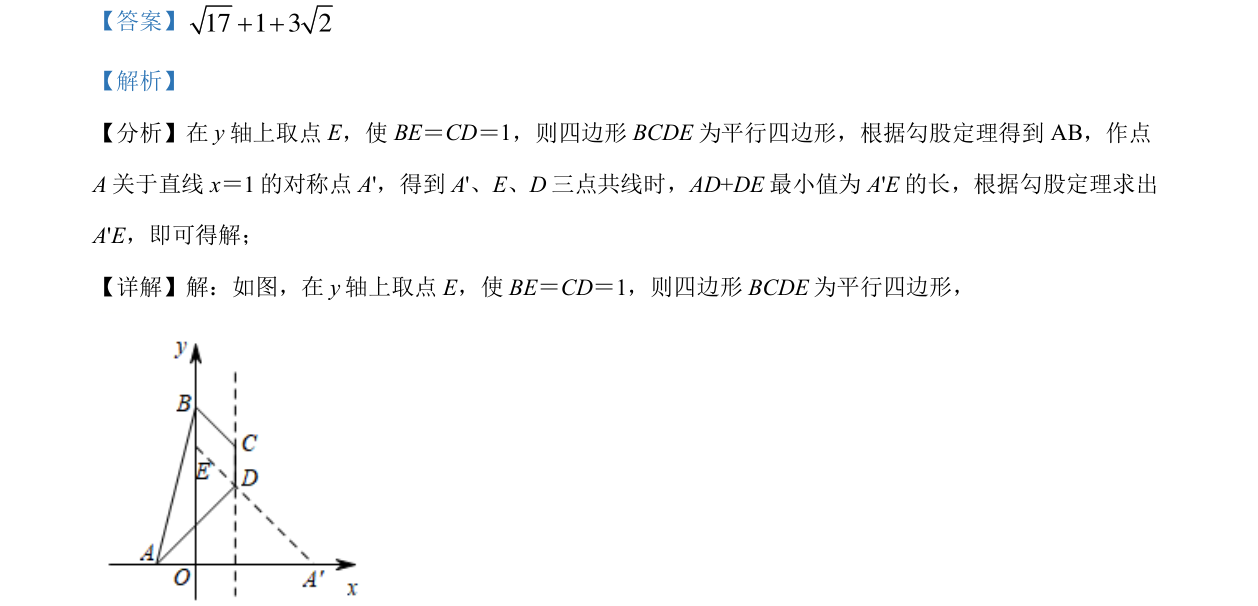 【答案】√17+1+3√2
【解析】
【分析】在 y 轴上取点 E，使 BE＝CD＝1，则四边形 BCDE 为平行四边形，根据勾股定理得到 AB，作点
A 关于直线 x＝1 的对称点 A'，得到 A'、E、D 三点共线时，AD+DE 最小值为 A'E 的长，根据勾股定理求出
A'E，即可得解；
【详解】解：如图，在 y 轴上取点 E，使 BE＝CD＝1，则四边形 BCDE 为平行四边形，
y
B
C
E
D
A
O
A'
x